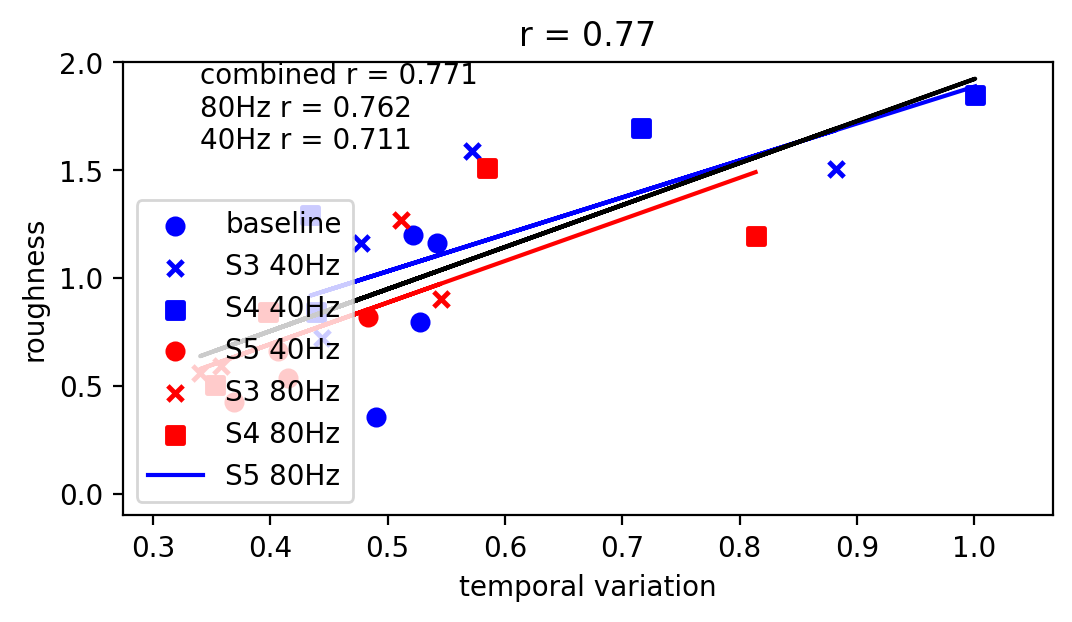 r = 0.77
combined r = 0.771
80Hz r = 0.762
40Hz r = 0.711
baseline
S3 40Hz
S4 40Hz
S5 40Hz
S3 80Hz
S4 80Hz
S5 80Hz
roughness
2.0
1.5
1.0
0.5
0.0
0.3 0.4 0.5 0.6 0.7 0.8 0.9 1.0
temporal variation